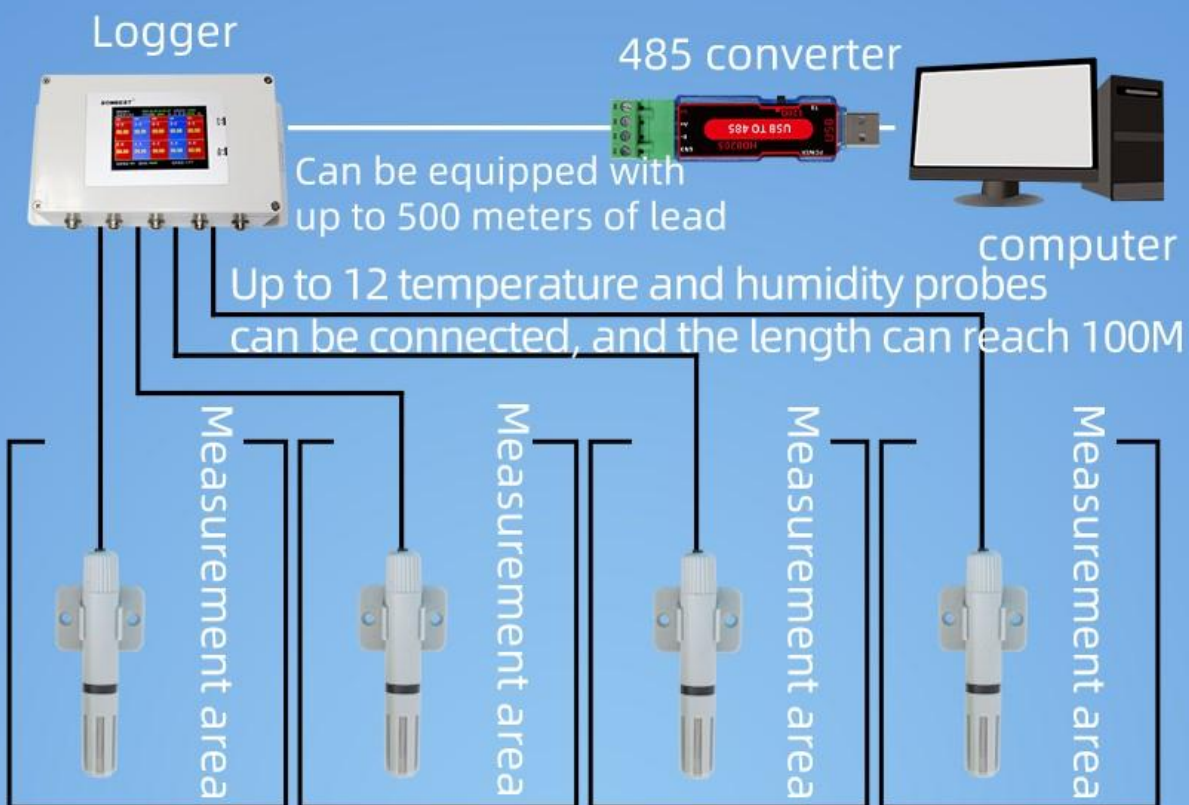 Logger
485 converter
SONBEST
USB TO 485
Can be equipped with
up to 500 meters of lead
computer
Up to 12 temperature and humidity probes
can be connected, and the length can reach 100M
Measurement area
Measurement area
Measurement area
Measurement area